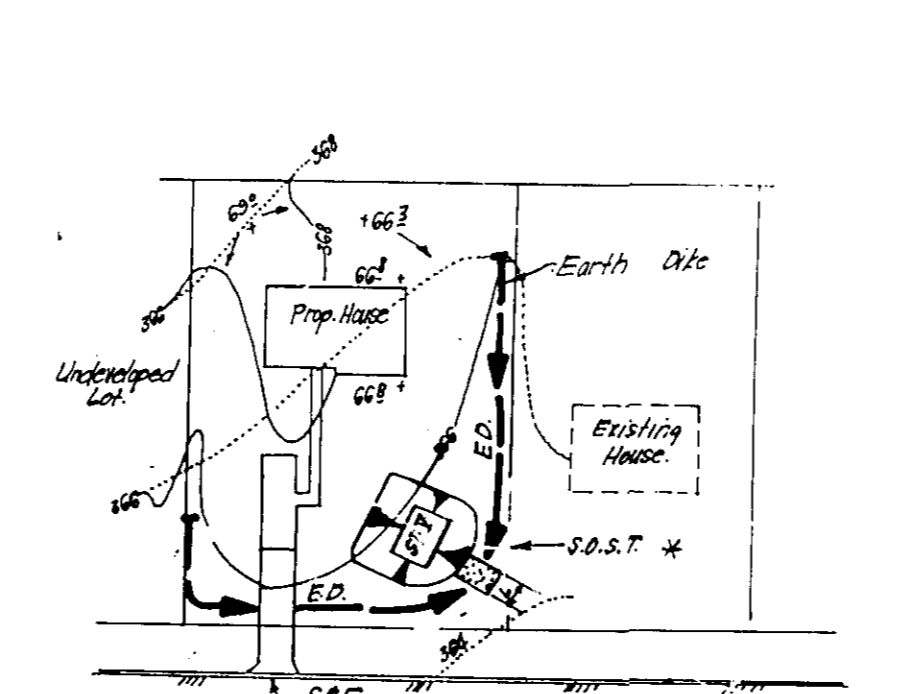 368
69⁰
368
+66³
66⁸ +
Earth Dike
366
Prop. House
66⁸ +
Undeveloped
Lot.
E.D.
Existing
House.
366
S.O.S.T. *
E.D.
364